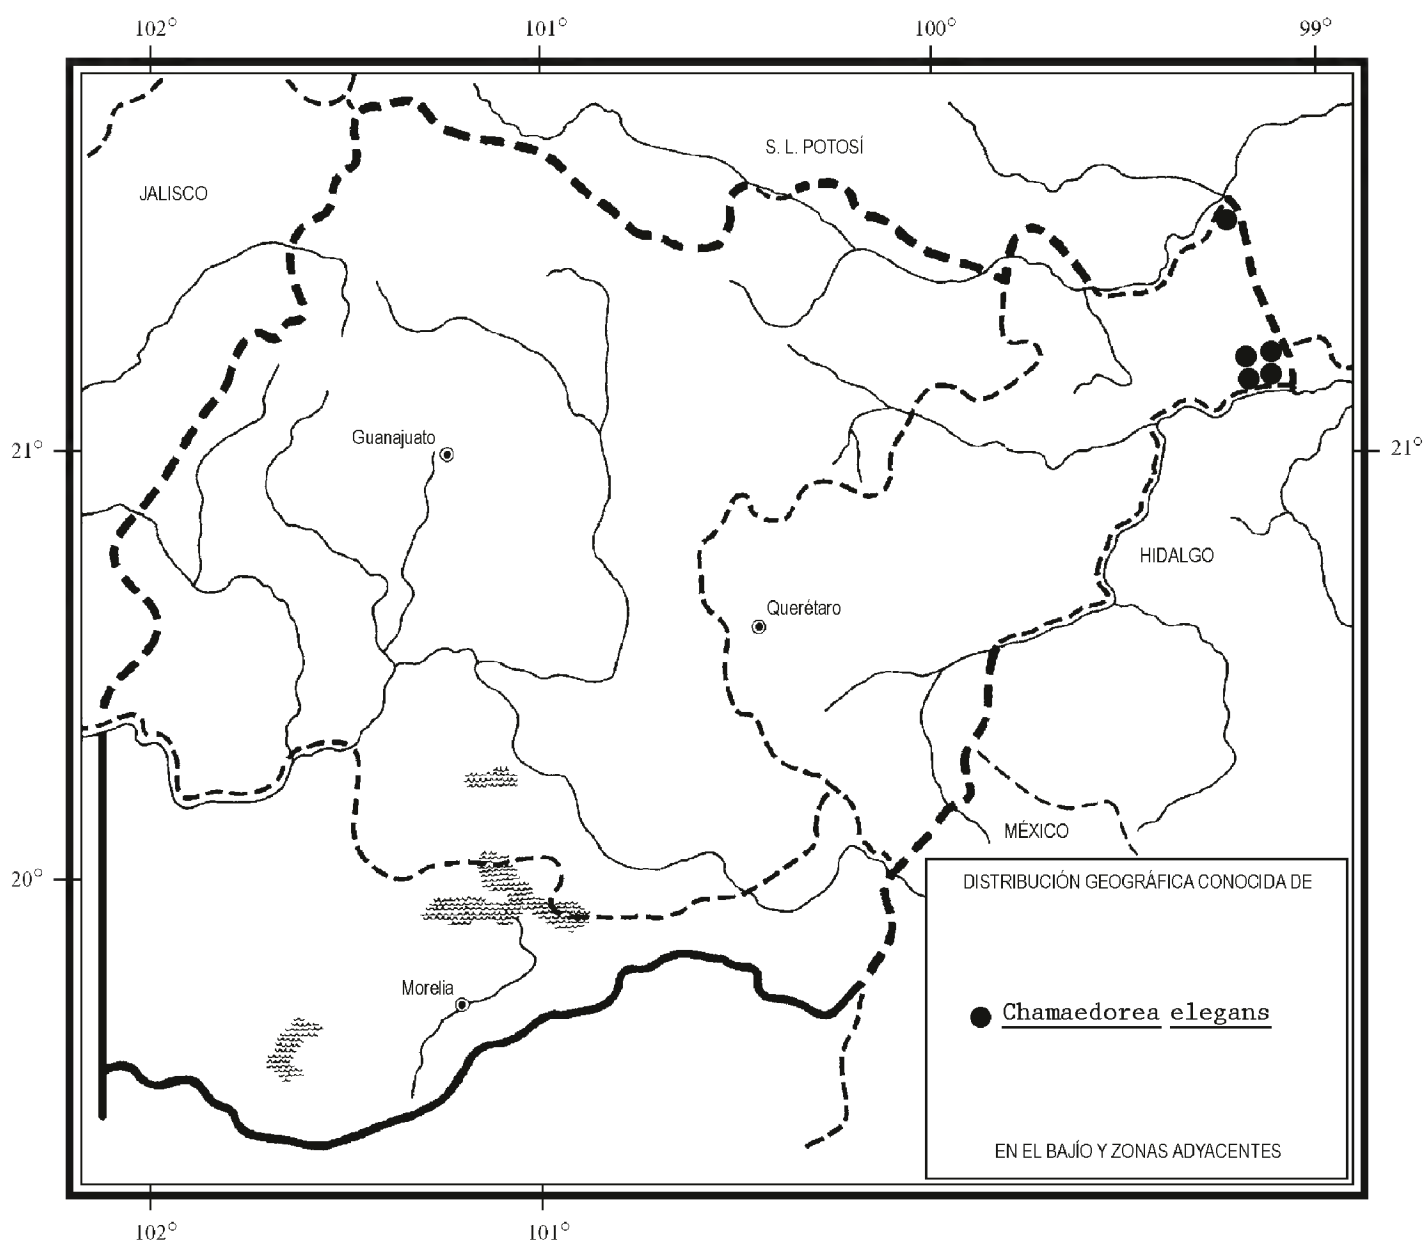 102° 101° 100° 99°
S. L. POTOSÍ
JALISCO
Guanajuato
21° 21°
HIDALGO
Querétaro
MÉXICO
20°
DISTRIBUCIÓN GEOGRÁFICA CONOCIDA DE
Morelia
Chamaedorea elegans
EN EL BAJÍO Y ZONAS ADYACENTES
102° 101°